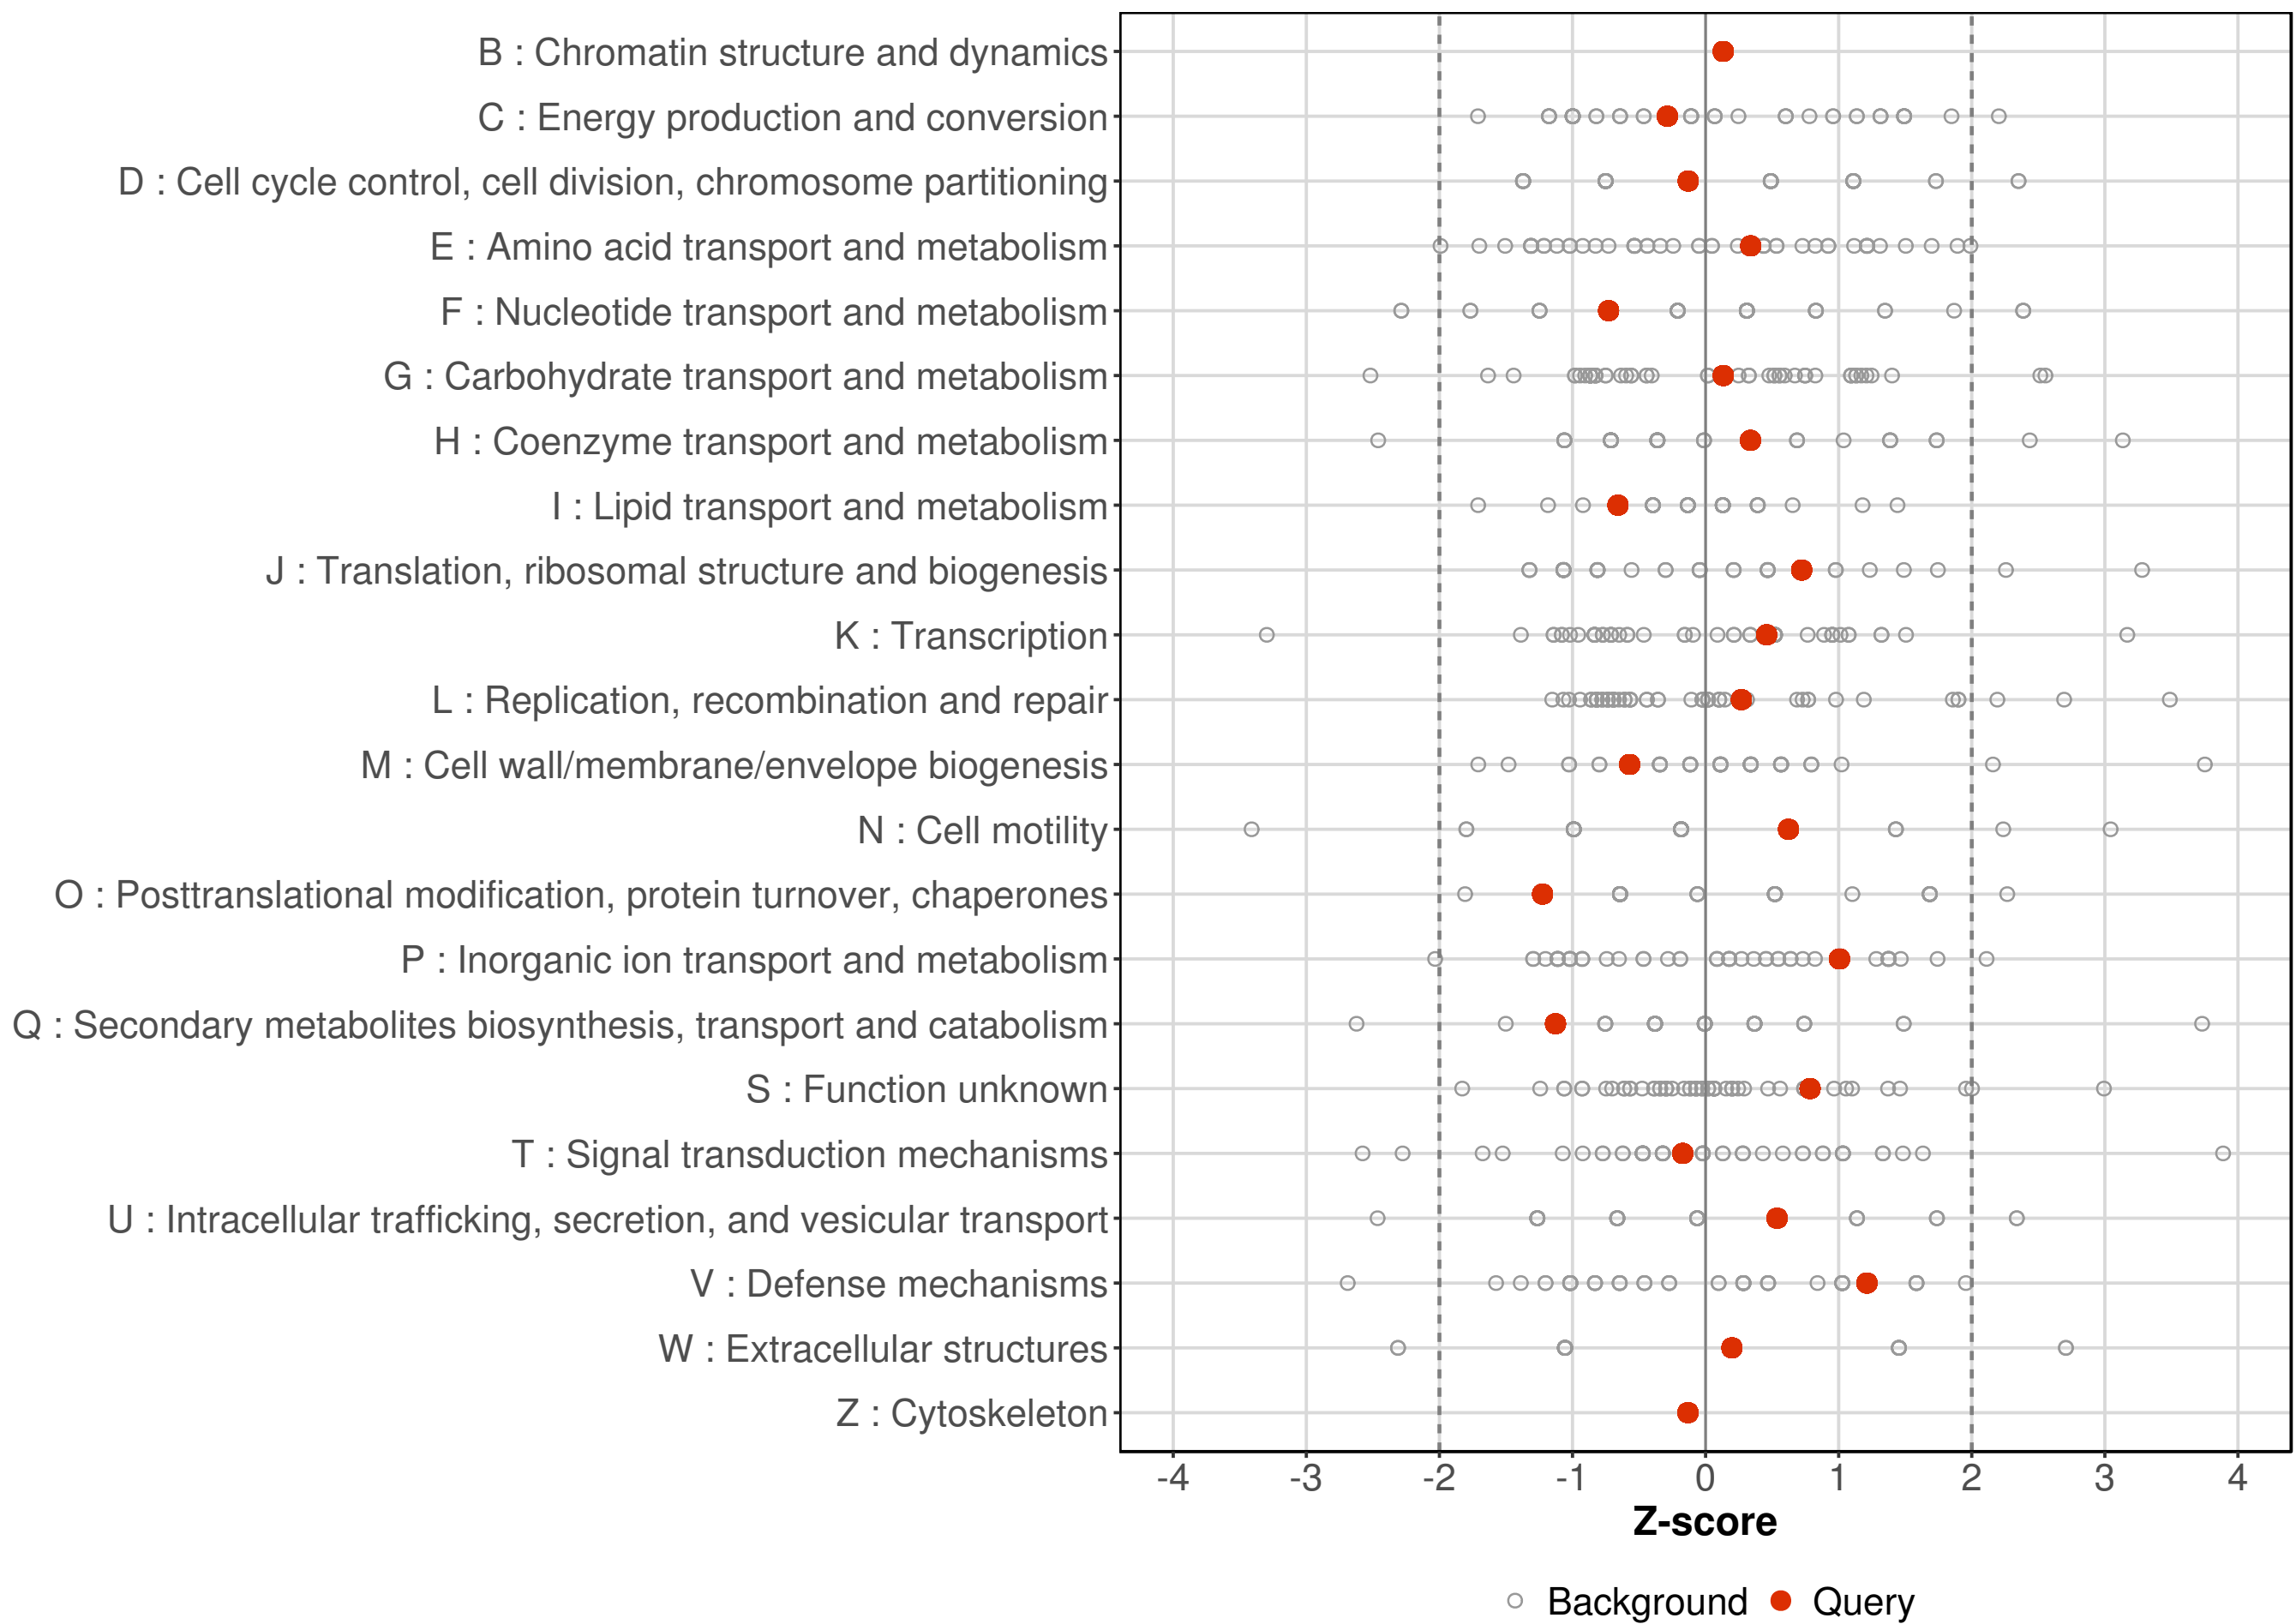 B : Chromatin structure and dynamics
C : Energy production and conversion
D : Cell cycle control, cell division, chromosome partitioning
E : Amino acid transport and metabolism
F : Nucleotide transport and metabolism
G : Carbohydrate transport and metabolism
H : Coenzyme transport and metabolism
I : Lipid transport and metabolism
J : Translation, ribosomal structure and biogenesis
K : Transcription
L : Replication, recombination and repair
M : Cell wall/membrane/envelope biogenesis
N : Cell motility
O : Posttranslational modification, protein turnover, chaperones
P : Inorganic ion transport and metabolism
Q : Secondary metabolites biosynthesis, transport and catabolism
S : Function unknown
T : Signal transduction mechanisms
U : Intracellular trafficking, secretion, and vesicular transport
V : Defense mechanisms
W : Extracellular structures
Z : Cytoskeleton
-4 -3 -2 -1 0 1 2 3 4
Z-score
Background Query